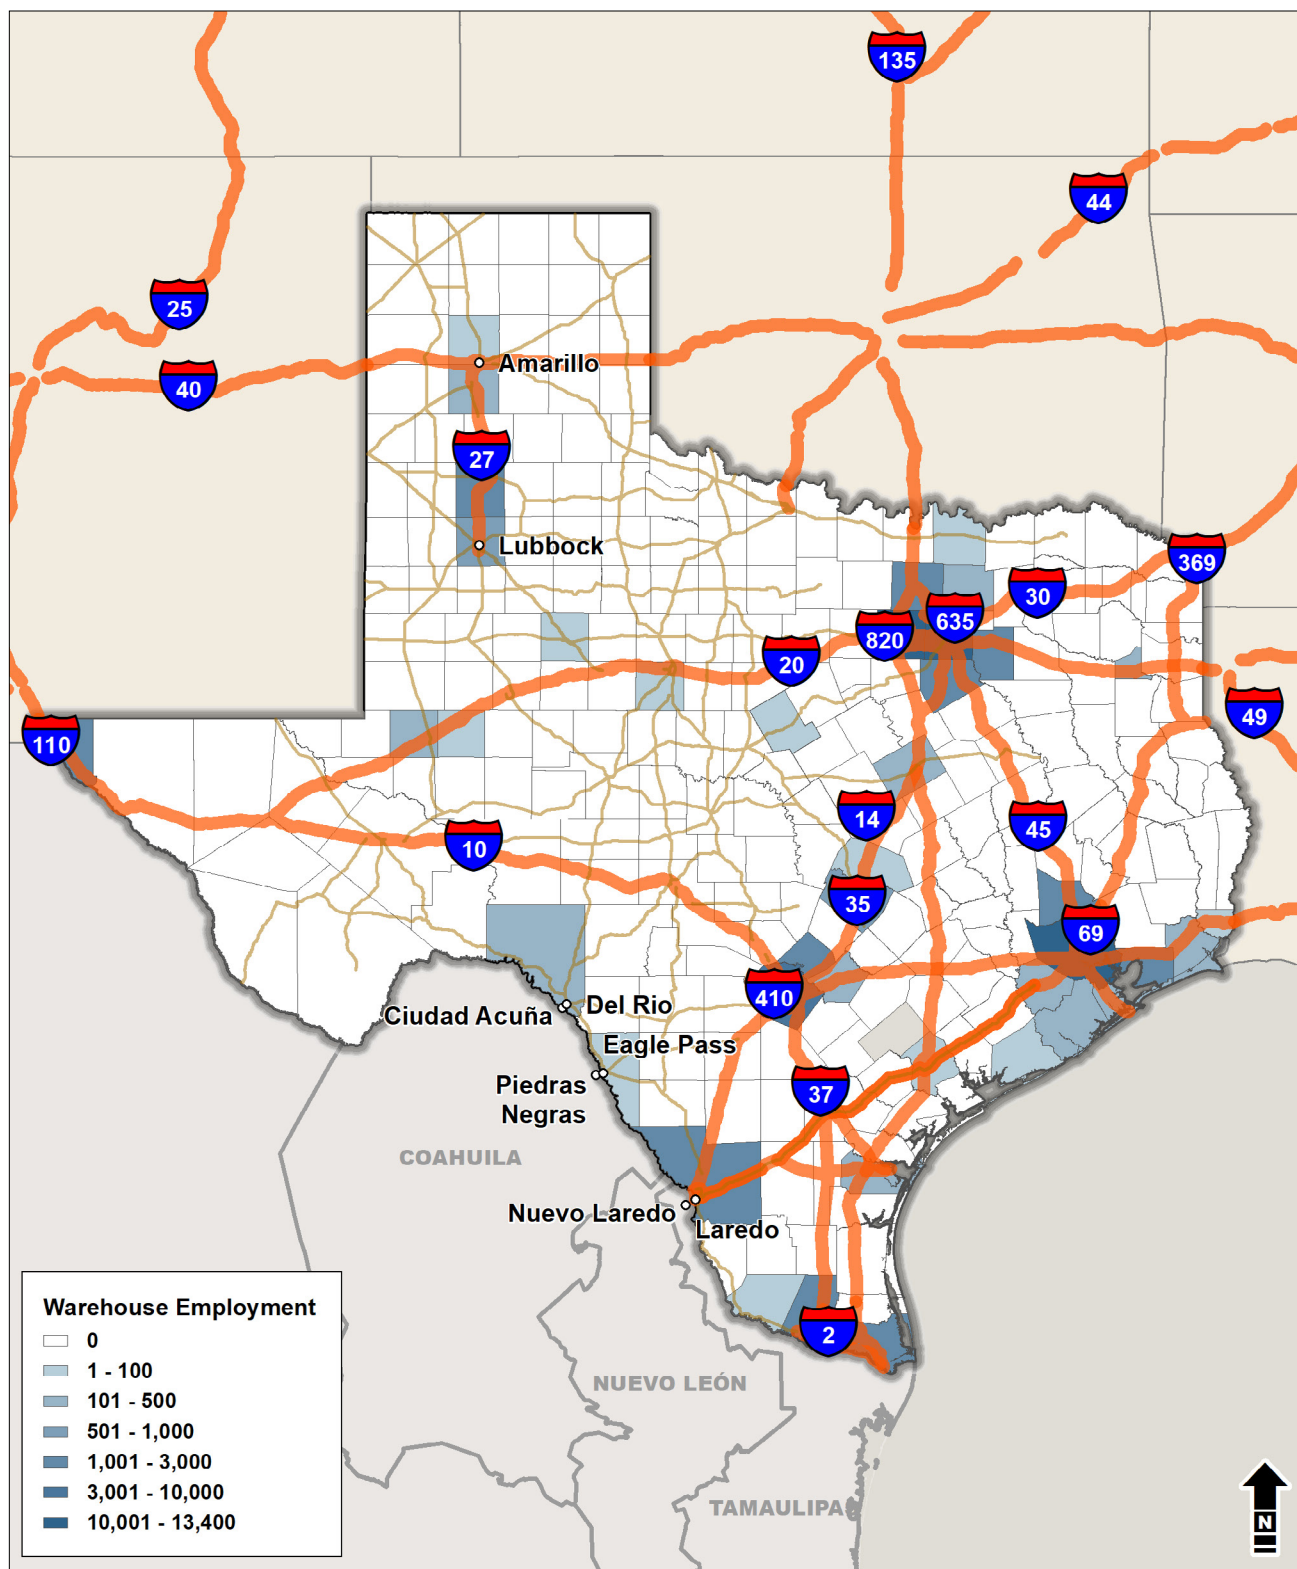 135
44
25
40
Amarillo
27
Lubbock
369
30
635
820
20
49
110
14
45
10
35
69
410
Del Rio
Ciudad Acuña
Eagle Pass
Piedras
Negras
37
COAHUILA
Nuevo Laredo
Laredo
2
NUEVO LEÓN
TAMAULIPAS
Warehouse Employment
0
1 - 100
101 - 500
501 - 1,000
1,001 - 3,000
3,001 - 10,000
10,001 - 13,400
N